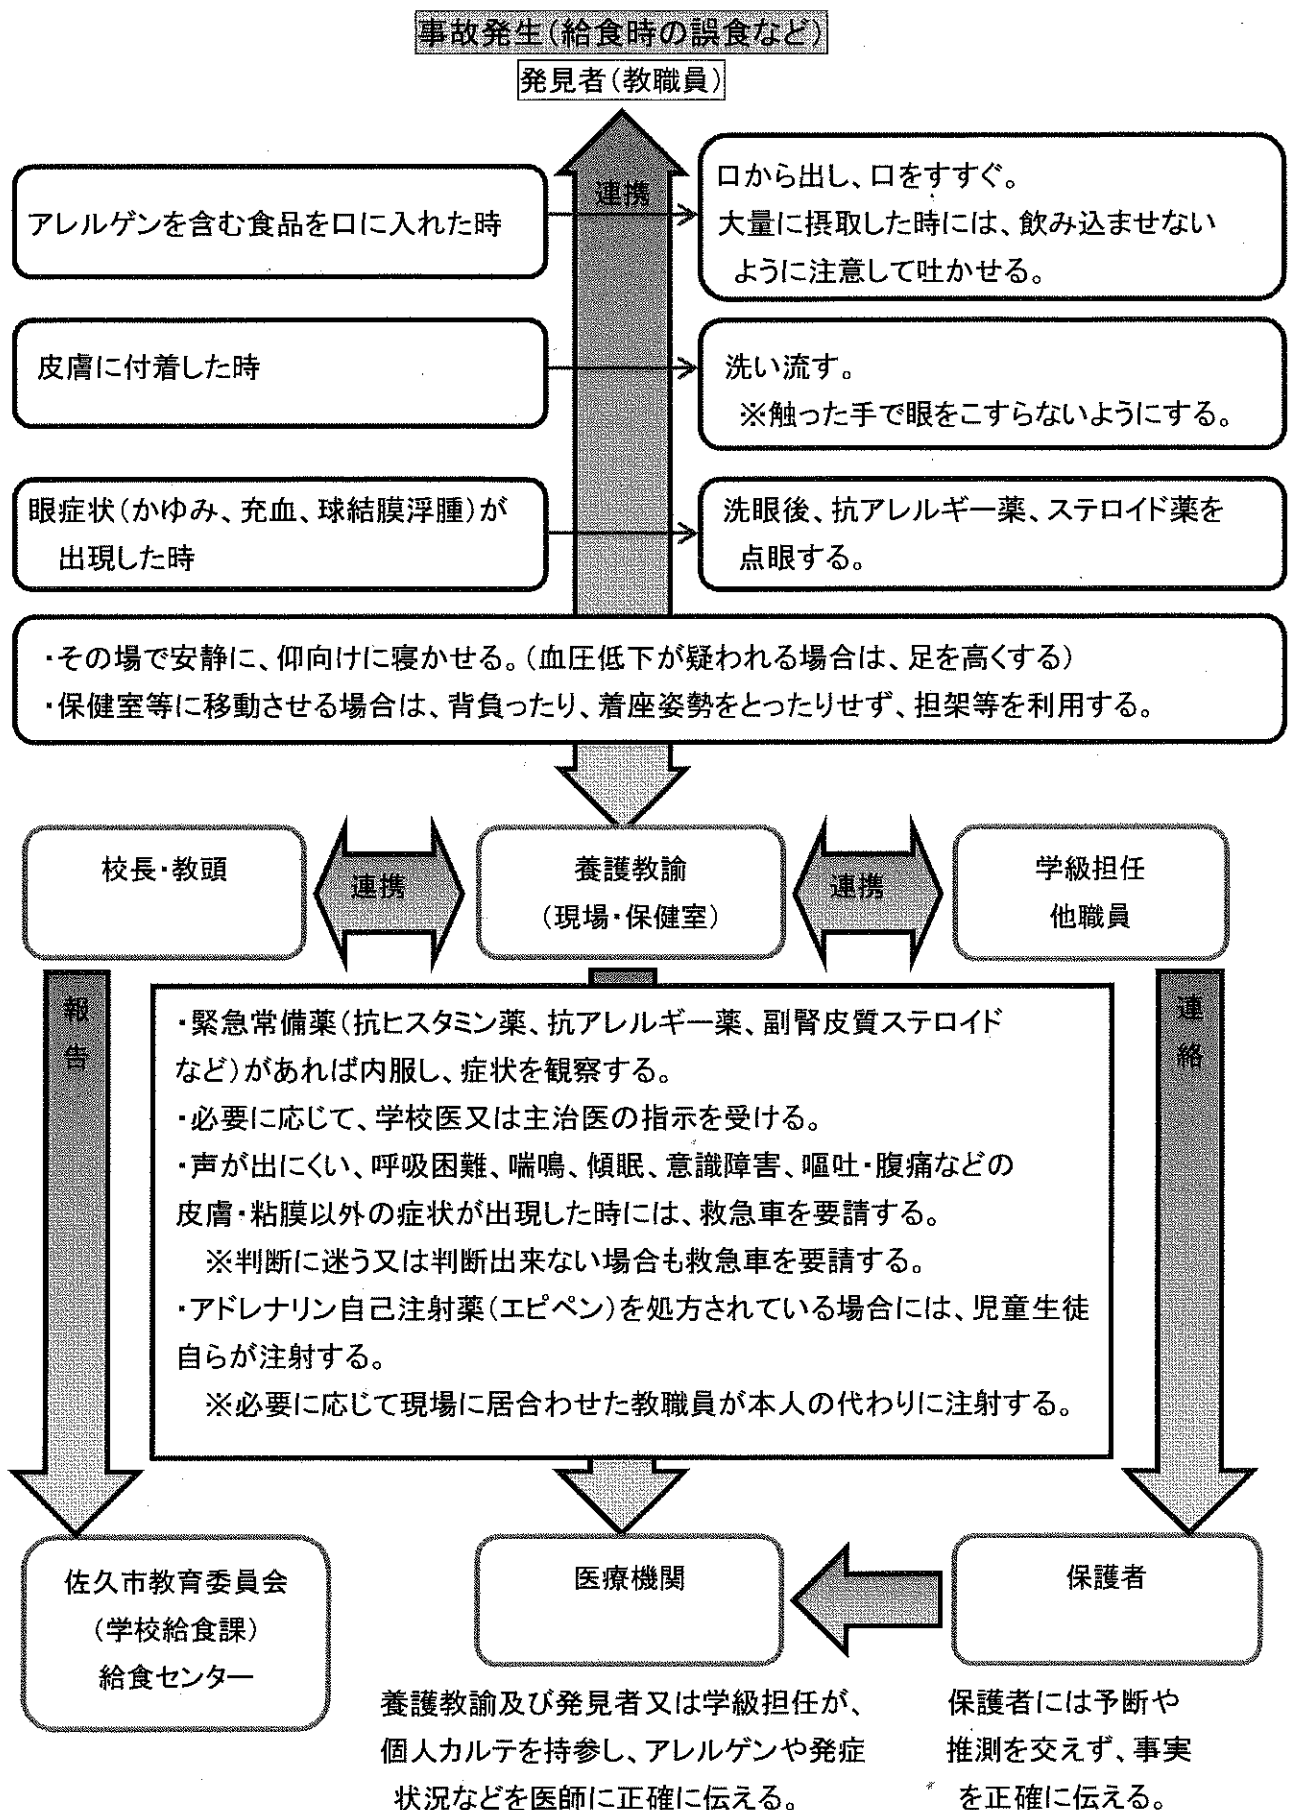 事故発生(給食時の誤食など)
発見者(教職員)
連携
アレルゲンを含む食品を口に入れた時
口から出し、口をすすぐ。
大量に摂取した時には、飲み込ませない
ように注意して吐かせる。
皮膚に付着した時
洗い流す。
※触った手で眼をこすらないようにする。
眼症状(かゆみ、充血、球結膜浮腫)が
出現した時
洗眼後、抗アレルギー薬、ステロイド薬を
点眼する。
・その場で安静に、仰向けに寝かせる。(血圧低下が疑われる場合は、足を高くする)
・保健室等に移動させる場合は、背負ったり、着座姿勢をとったりせず、担架等を利用する。
校長・教頭
連携
養護教諭
(現場・保健室)
連携
学級担任
他職員
報告
・緊急常備薬(抗ヒスタミン薬、抗アレルギー薬、副腎皮質ステロイド
など)があれば内服し、症状を観察する。
・必要に応じて、学校医又は主治医の指示を受ける。
・声が出にくい、呼吸困難、喘鳴、傾眠、意識障害、嘔吐・腹痛などの
皮膚・粘膜以外の症状が出現した時には、救急車を要請する。
※判断に迷う又は判断出来ない場合も救急車を要請する。
・アドレナリン自己注射薬(エピペン)を処方されている場合には、児童生徒
自らが注射する。
※必要に応じて現場に居合わせた教職員が本人の代わりに注射する。
連絡
佐久市教育委員会
(学校給食課)
給食センター
医療機関
保護者
養護教諭及び発見者又は学級担任が、
個人カルテを持参し、アレルゲンや発症
状況などを医師に正確に伝える。
保護者には予断や
推測を交えず、事実
を正確に伝える。